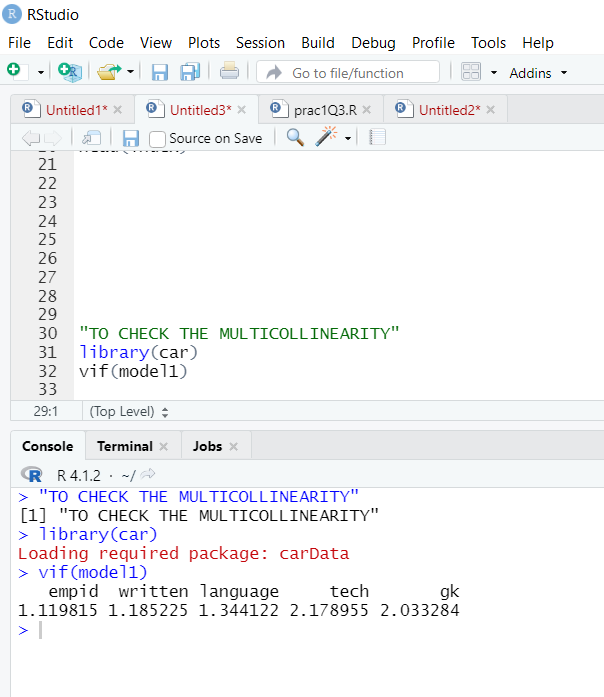 RStudio
File Edit Code View Plots Session Build Debug Profile Tools Help
Go to file/function Addins
Untitled1* Untitled3* prac1Q3.R Untitled2*
Source on Save
21
22
23
24
25
26
27
28
29
30 "TO CHECK THE MULTICOLLINEARITY"
31 library(car)
32 vif(model1)
33
29:1 (Top Level)
Console Terminal Jobs
R R 4.1.2 · ~/
> "TO CHECK THE MULTICOLLINEARITY"
[1] "TO CHECK THE MULTICOLLINEARITY"
> library(car)
Loading required package: carData
> vif(model1)
empid written language tech gk
1.119815 1.185225 1.344122 2.178955 2.033284
>